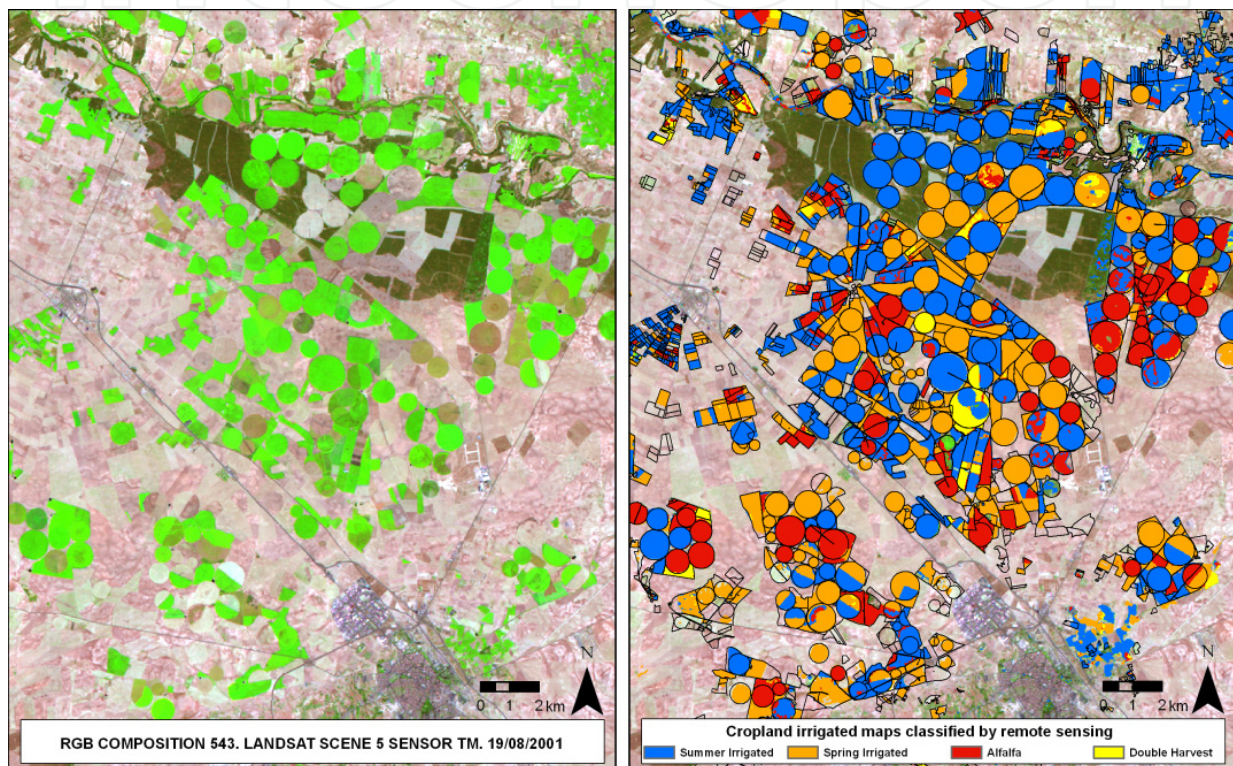 N
0 1 2 km
RGB COMPOSITION 543. LANDSAT SCENE 5 SENSOR TM. 19/08/2001
N
0 1 2 km
Cropland irrigated maps classified by remote sensing
Summer Irrigated Spring Mirrigated Alfalfa Double Harvest